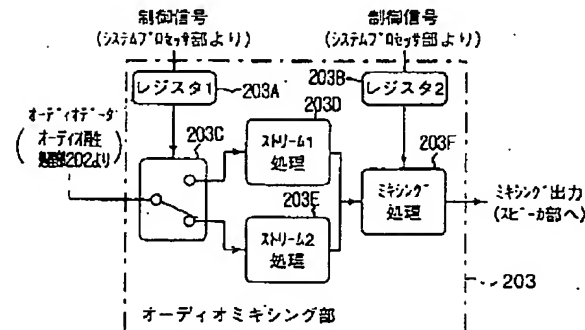 制御信号
(システムプロセッサ部より)
制御信号
(システムプロセッサ部より)
レジスタ1
203A
203B
レジスタ2
オーディオデータ
(オーディオ再生
処理部202より)
203C
203D
ストリーム1
処理
203E
ストリーム2
処理
203F
ミキシング
処理
ミキシング出力
(スピーカ部へ)
203
オーディオミキシング部